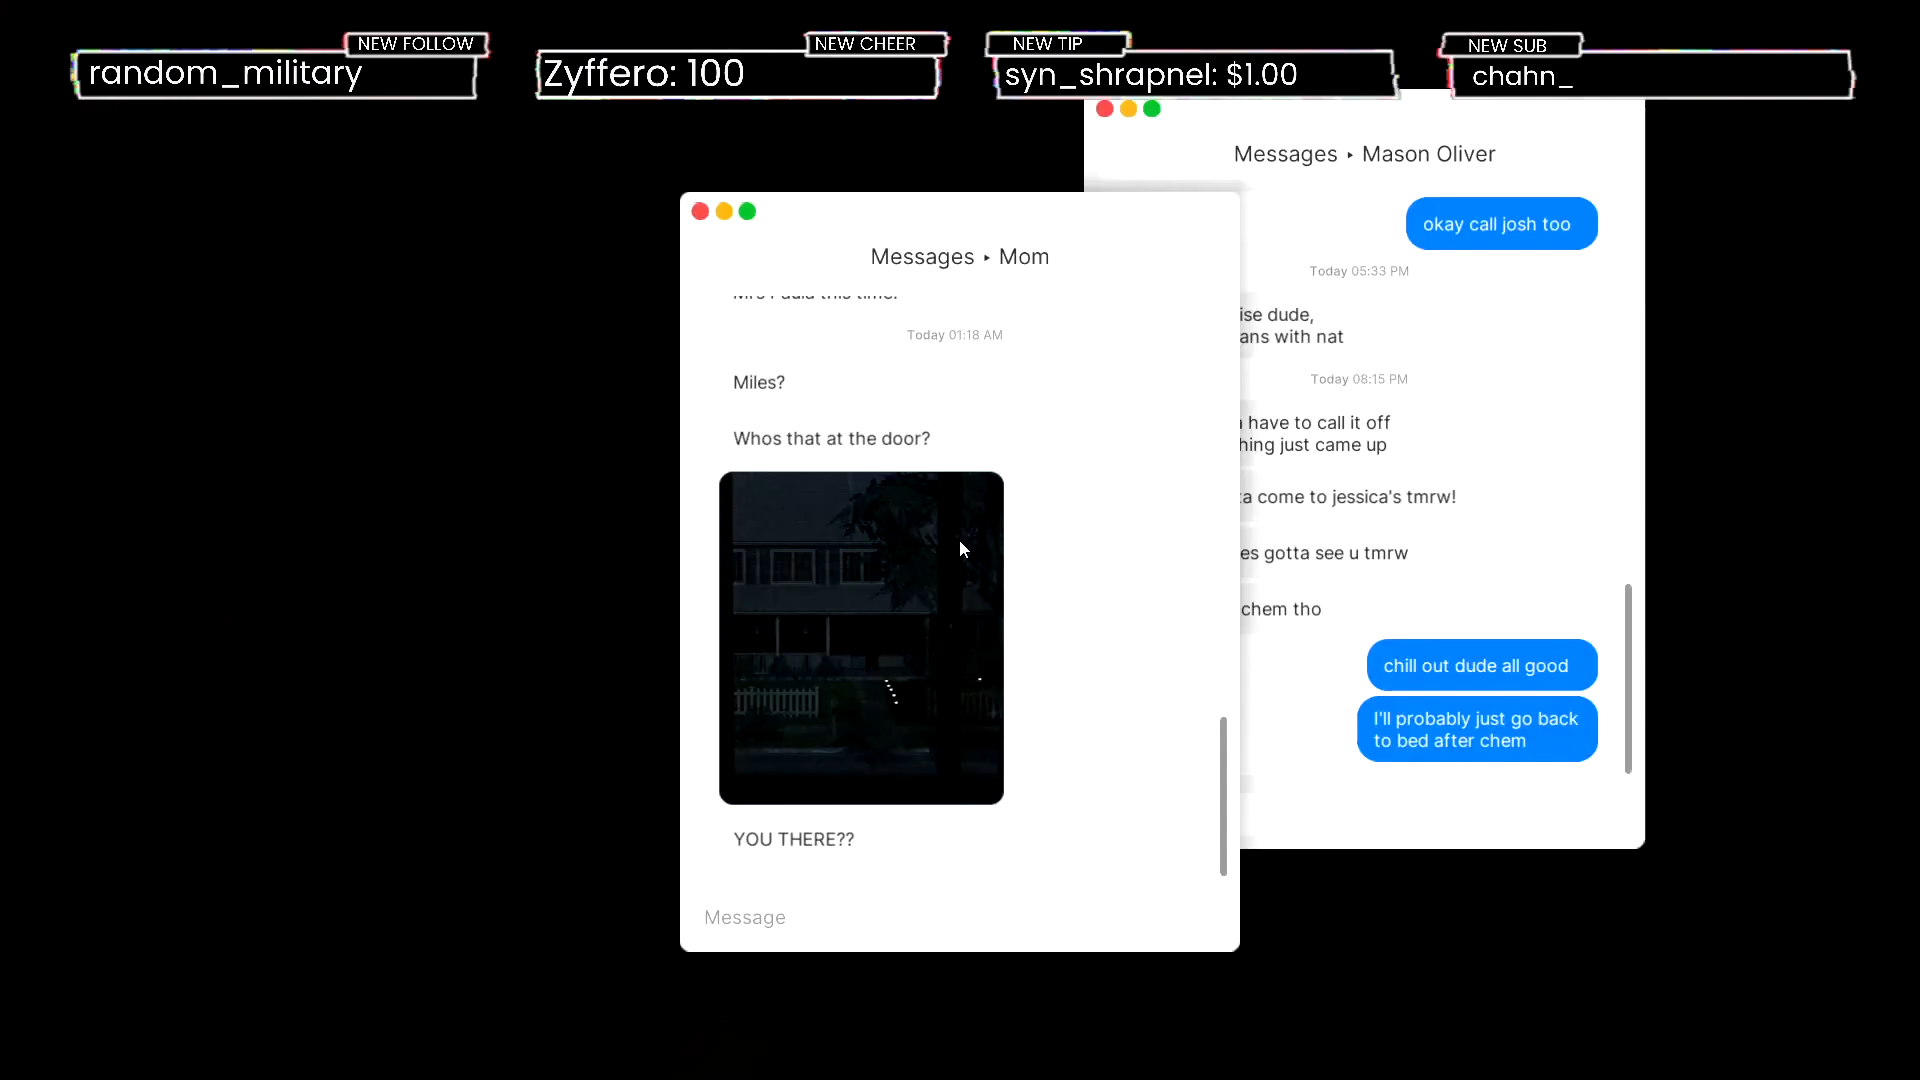 NEW FOLLOW
random_military
NEW CHEER
Zyffero: 100
NEW TIP
syn_shrapnel: $1.00
NEW SUB
chahn_
Messages ‣ Mom
Today 01:18 AM
Miles?
Whos that at the door?
YOU THERE??
Message
Messages ‣ Mason Oliver
okay call josh too
Today 05:33 PM
ise dude,
ans with nat
Today 08:15 PM
have to call it off
hing just came up
a come to jessica's tmrw!
es gotta see u tmrw
chem tho
chill out dude all good
I'll probably just go back
to bed after chem